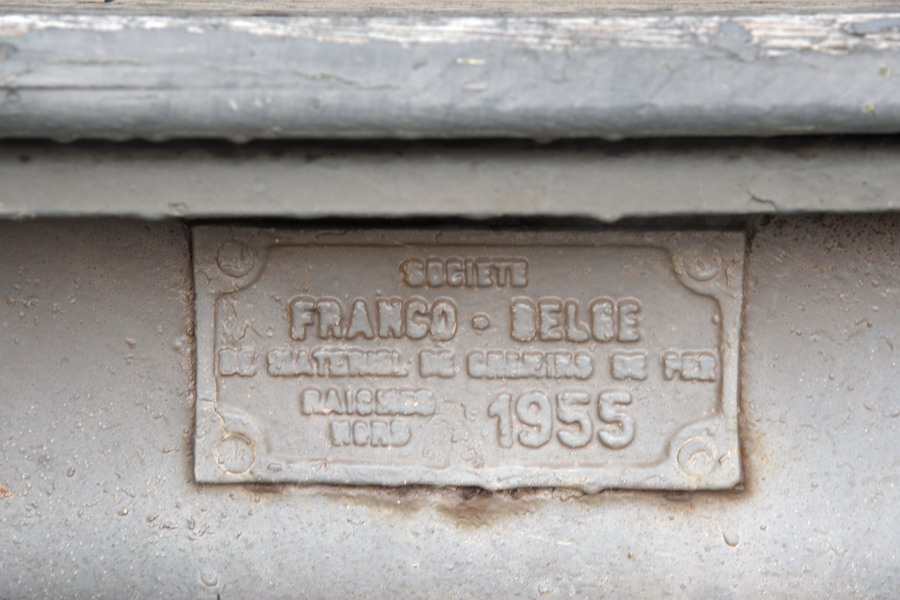 SOCIETE
FRANCO - BELGE
DE MATERIEL DE CHEMINS DE FER
RAISMES 1955
NORD